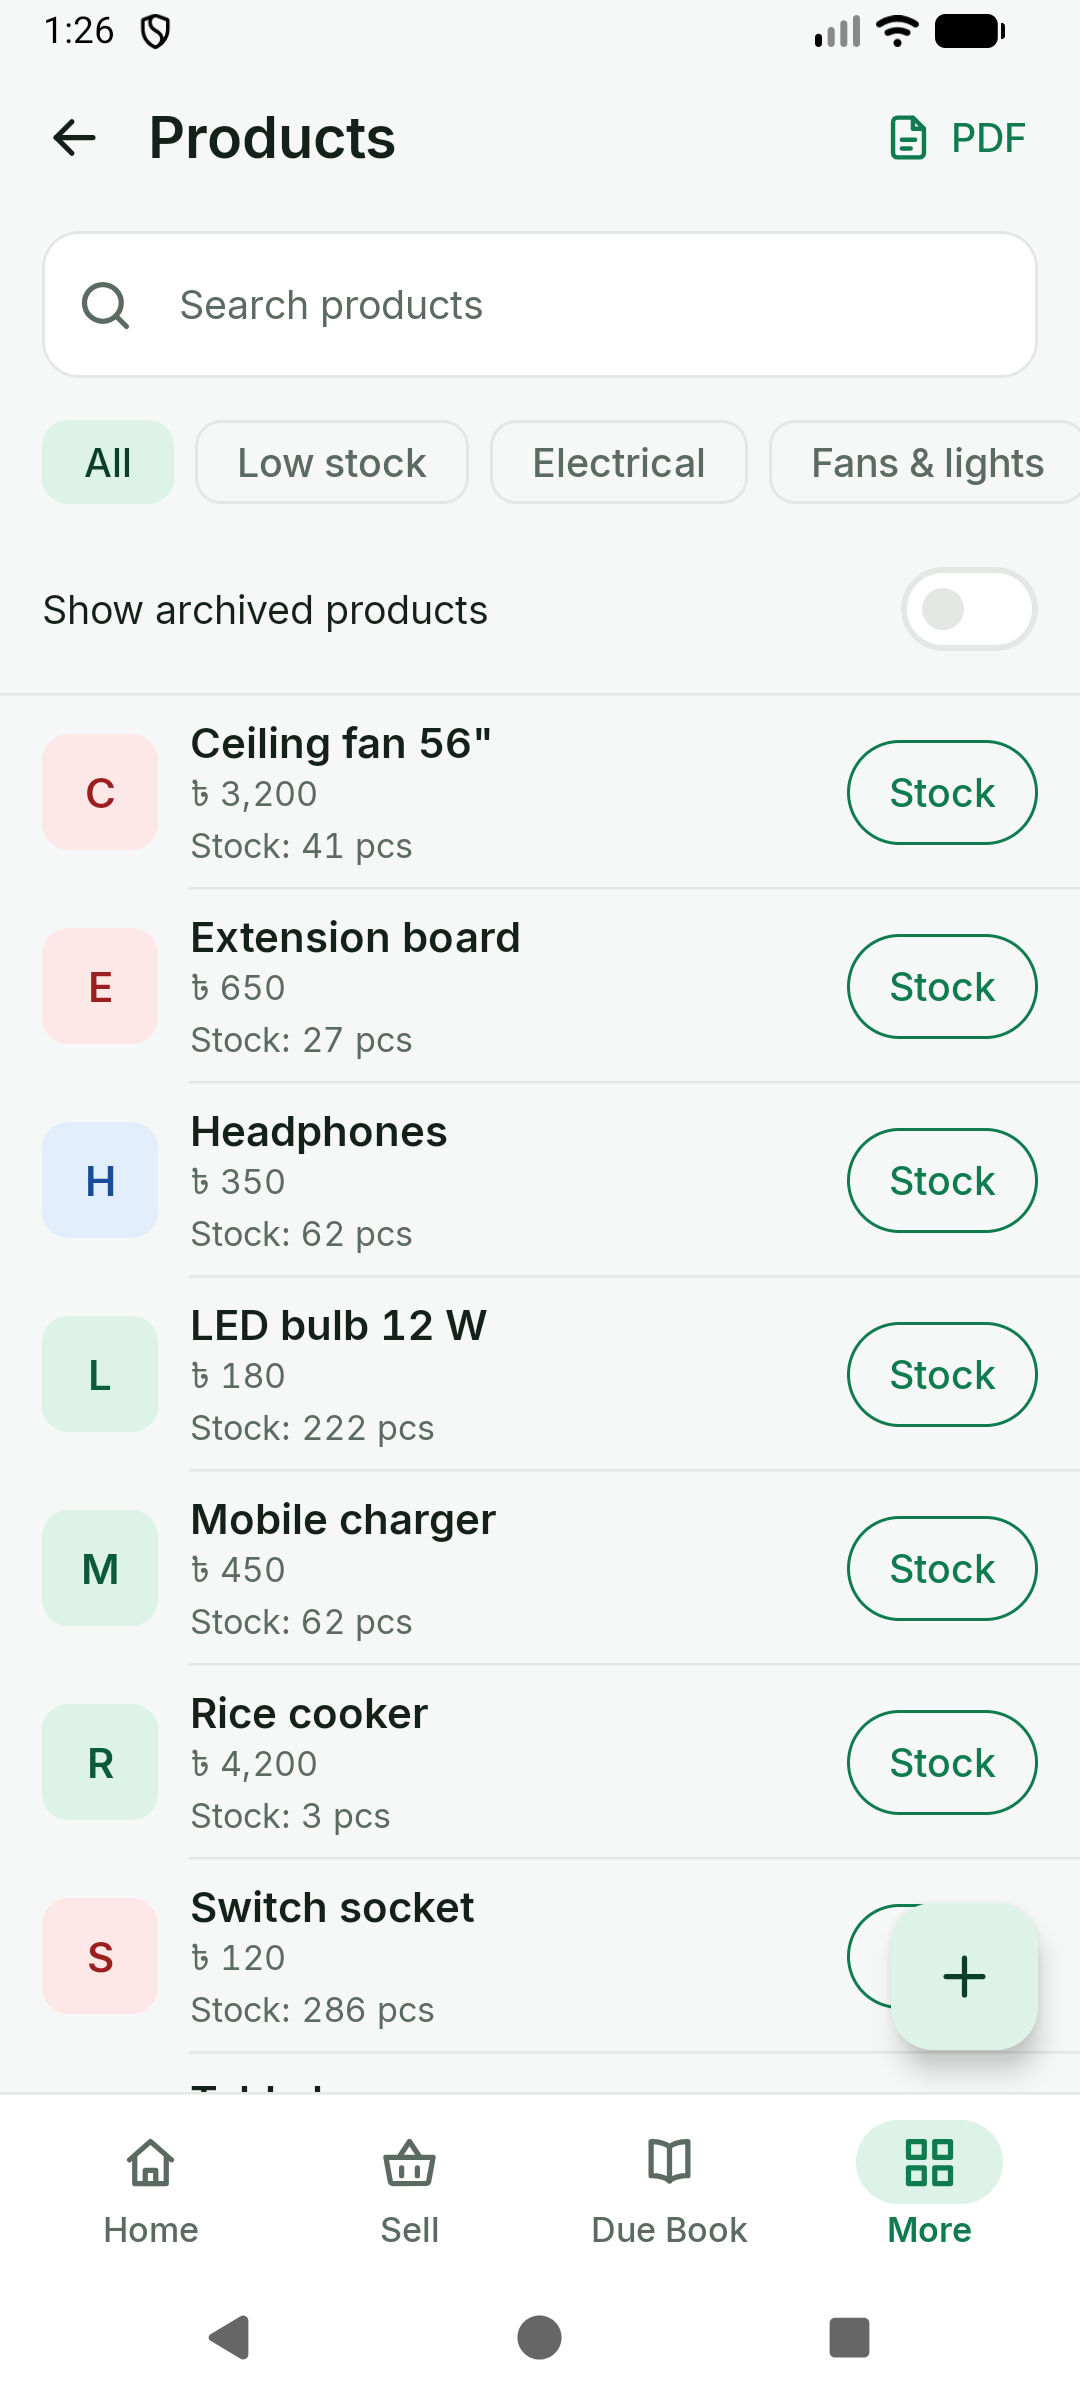 1:26
Products
PDF
Search products
All
Low stock
Electrical
Fans & lights
Show archived products
C
Ceiling fan 56"
৳ 3,200
Stock: 41 pcs
Stock
E
Extension board
৳ 650
Stock: 27 pcs
Stock
H
Headphones
৳ 350
Stock: 62 pcs
Stock
L
LED bulb 12 W
৳ 180
Stock: 222 pcs
Stock
M
Mobile charger
৳ 450
Stock: 62 pcs
Stock
R
Rice cooker
৳ 4,200
Stock: 3 pcs
Stock
S
Switch socket
৳ 120
Stock: 286 pcs
Home
Sell
Due Book
More